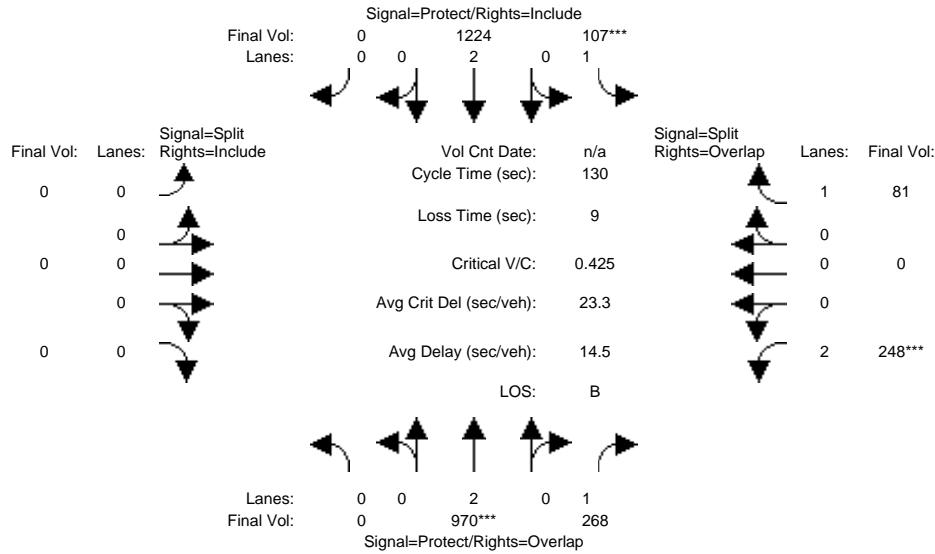 Signal=Protect/Rights=Include
Final Vol: 0 1224 107***
Lanes: 0 0 2 0 1
Signal=Split
Final Vol: Lanes: Rights=Include Vol Cnt Date: n/a Signal=Split
Rights=Overlap Lanes: Final Vol:
Cycle Time (sec): 130
0 0 1 81
Loss Time (sec): 9
0 0
0 0 Critical V/C: 0.425 0 0
0 Avg Crit Del (sec/veh): 23.3 0
0 0 Avg Delay (sec/veh): 14.5 2 248***
LOS: B
Lanes: 0 0 2 0 1
Final Vol: 0 970*** 268
Signal=Protect/Rights=Overlap